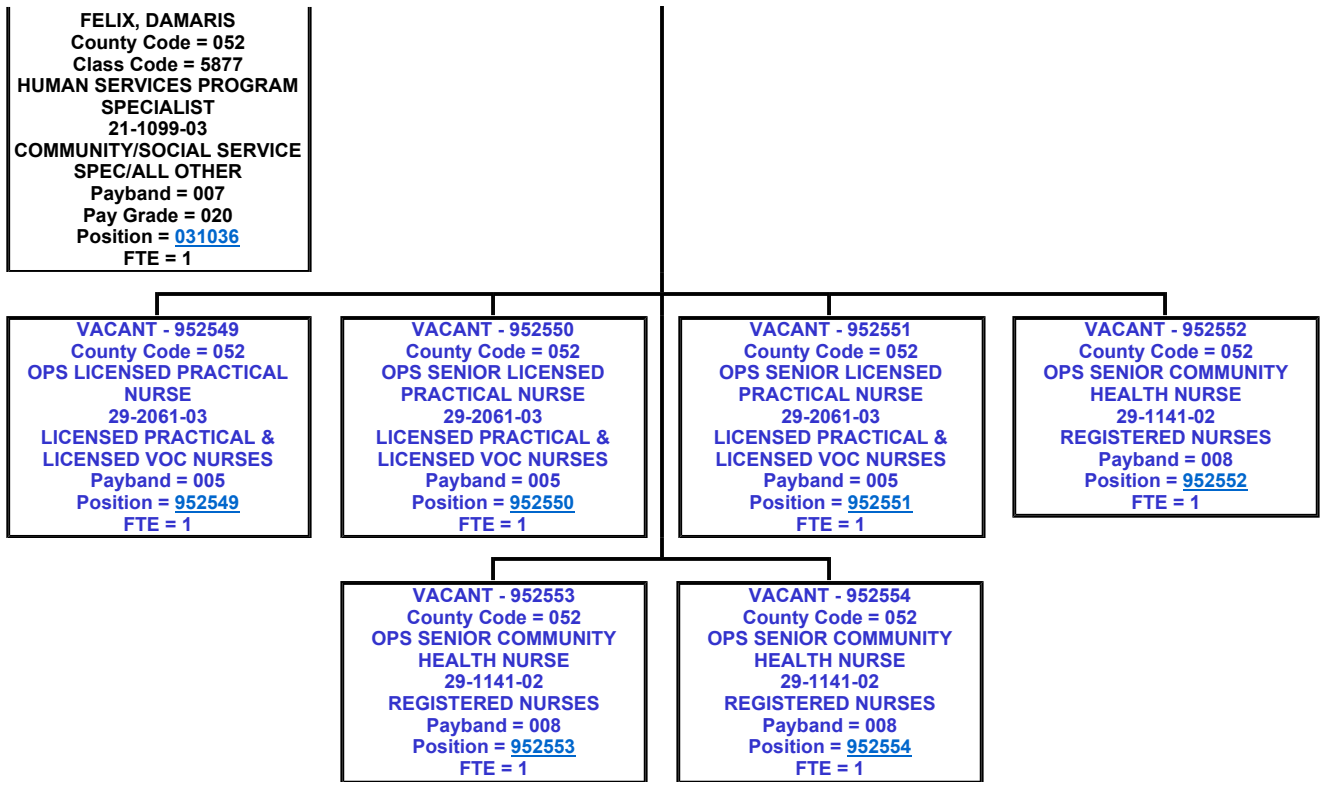 FELIX, DAMARIS
County Code = 052
Class Code = 5877
HUMAN SERVICES PROGRAM
SPECIALIST
21-1099-03
COMMUNITY/SOCIAL SERVICE
SPEC/ALL OTHER
Payband = 007
Pay Grade = 020
Position = 031036
FTE = 1
VACANT - 952549
County Code = 052
OPS LICENSED PRACTICAL
NURSE
29-2061-03
LICENSED PRACTICAL &
LICENSED VOC NURSES
Payband = 005
Position = 952549
FTE = 1
VACANT - 952550
County Code = 052
OPS SENIOR LICENSED
PRACTICAL NURSE
29-2061-03
LICENSED PRACTICAL &
LICENSED VOC NURSES
Payband = 005
Position = 952550
FTE = 1
VACANT - 952551
County Code = 052
OPS SENIOR LICENSED
PRACTICAL NURSE
29-2061-03
LICENSED PRACTICAL &
LICENSED VOC NURSES
Payband = 005
Position = 952551
FTE = 1
VACANT - 952552
County Code = 052
OPS SENIOR COMMUNITY
HEALTH NURSE
29-1141-02
REGISTERED NURSES
Payband = 008
Position = 952552
FTE = 1
VACANT - 952553
County Code = 052
OPS SENIOR COMMUNITY
HEALTH NURSE
29-1141-02
REGISTERED NURSES
Payband = 008
Position = 952553
FTE = 1
VACANT - 952554
County Code = 052
OPS SENIOR COMMUNITY
HEALTH NURSE
29-1141-02
REGISTERED NURSES
Payband = 008
Position = 952554
FTE = 1